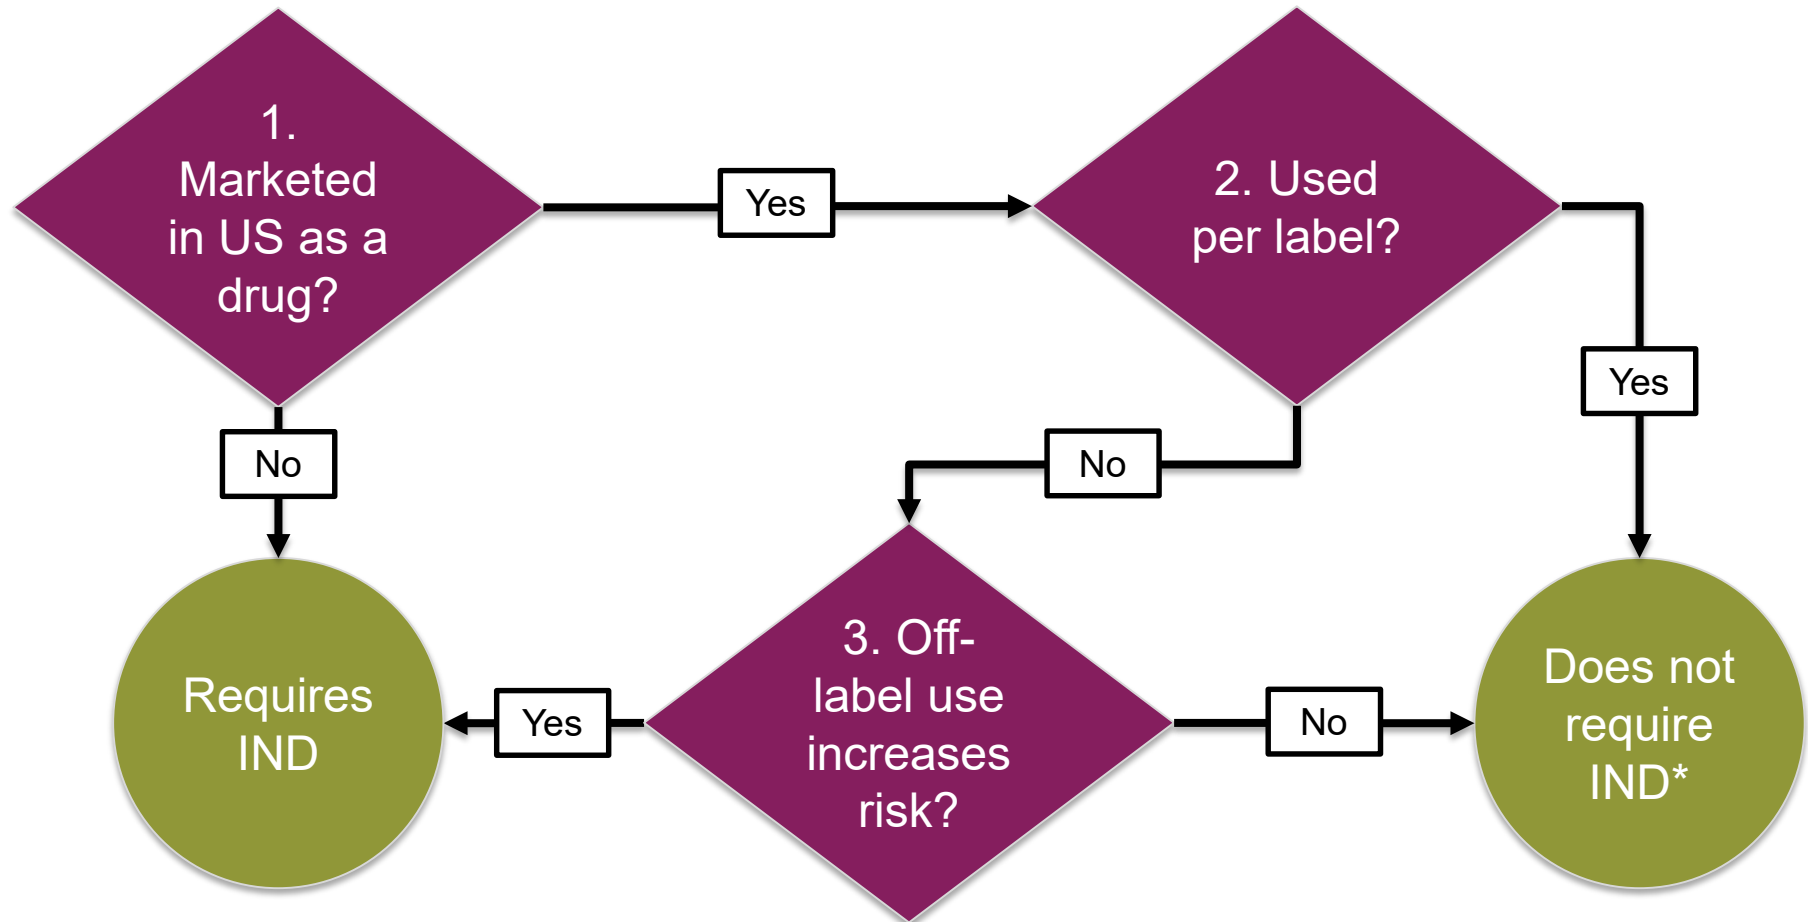 1.
Marketed
in US as a
drug?
Yes
2. Used
per label?
Yes
No
No
3. Off-
label use
increases
risk?
Requires
IND
Yes
No
Does not
require
IND*